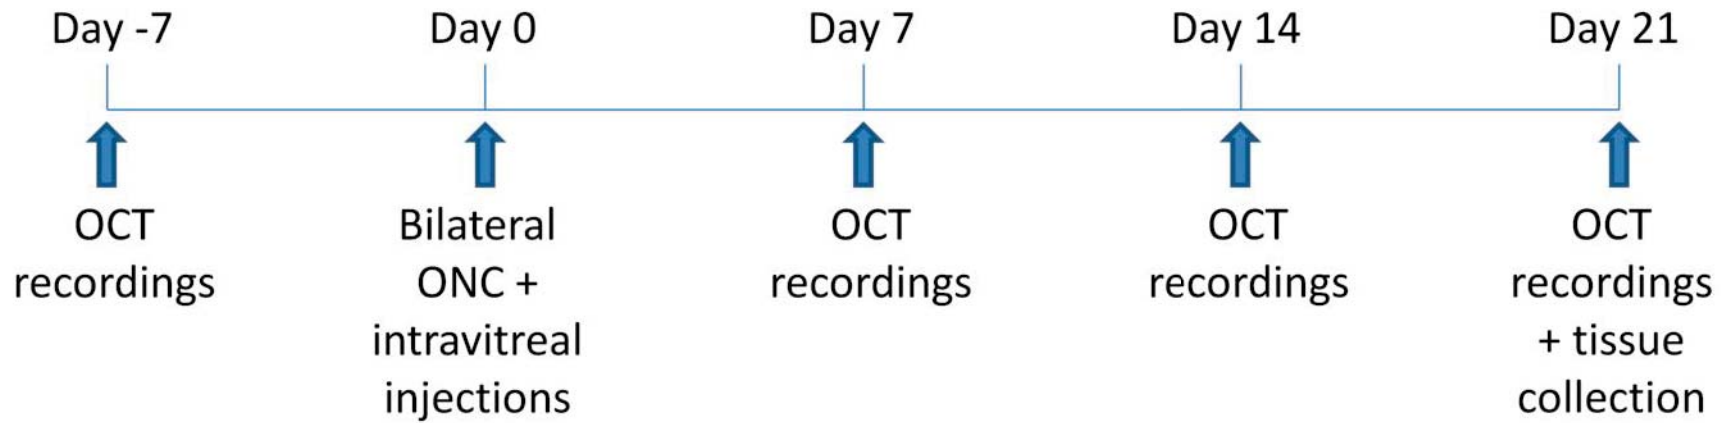 Day -7
Day 0
Day 7
Day 14
Day 21
OCT
recordings
Bilateral
ONC +
intravitreal
injections
OCT
recordings
OCT
recordings
OCT
recordings
+ tissue
collection